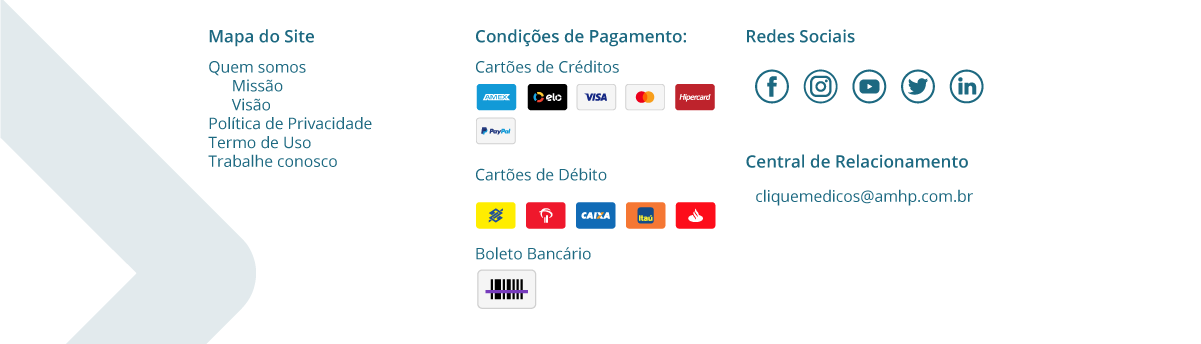 Mapa do Site
Quem somos
Missão
Visão
Política de Privacidade
Termo de Uso
Trabalhe conosco
Condições de Pagamento:
Cartões de Créditos
AMEX
elo
VISA
Hipercard
PayPal
Cartões de Débito
CAIXA
Itaú
Boleto Bancário
Redes Sociais
in
Central de Relacionamento
cliquemedicos@amhp.com.br